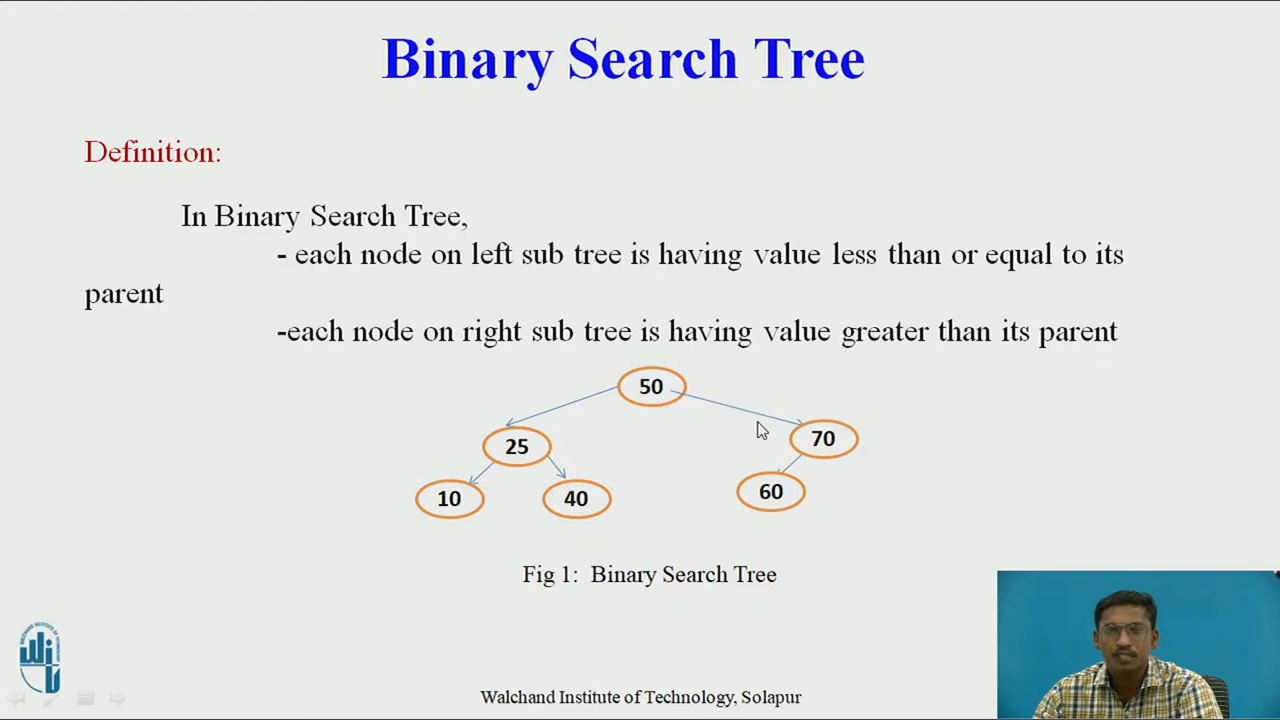 Binary Search Tree
Definition:
In Binary Search Tree,
- each node on left sub tree is having value less than or equal to its
parent
-each node on right sub tree is having value greater than its parent
50
25
70
10
40
60
Fig 1: Binary Search Tree
Walchand Institute of Technology, Solapur